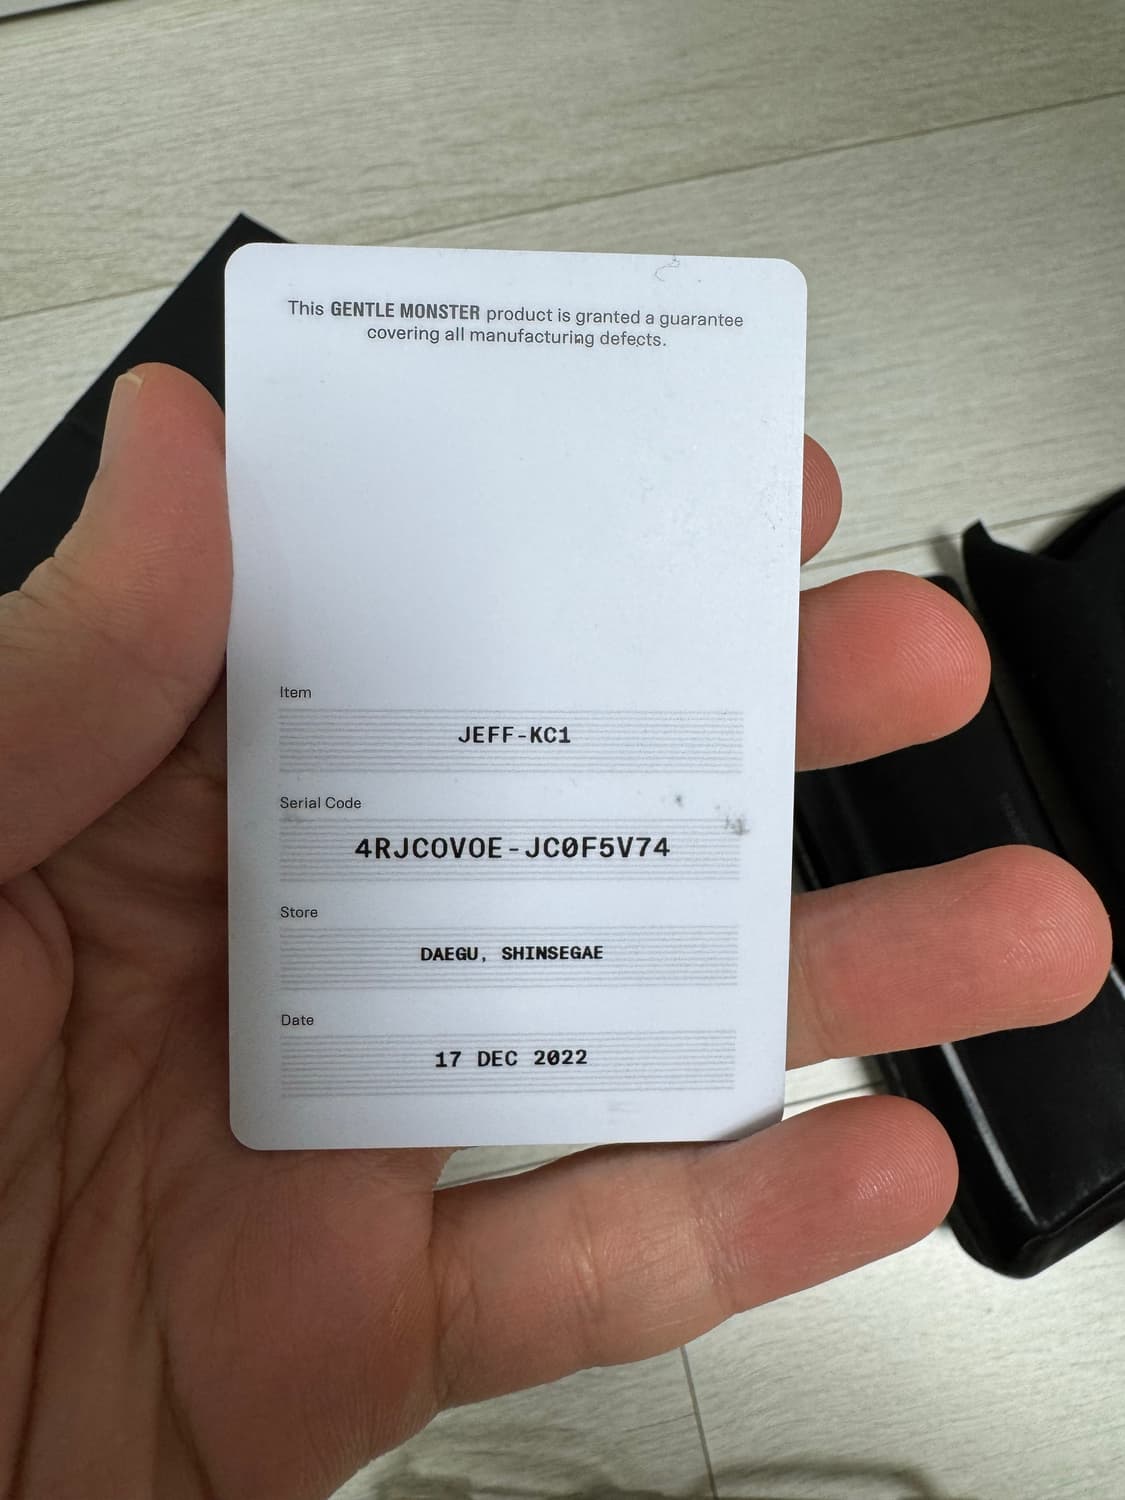 This GENTLE MONSTER product is granted a guarantee
covering all manufacturing defects.
Item
JEFF-KC1
Serial Code
4RJCOVOE-JC0F5V74
Store
DAEGU, SHINSEGAE
Date
17 DEC 2022